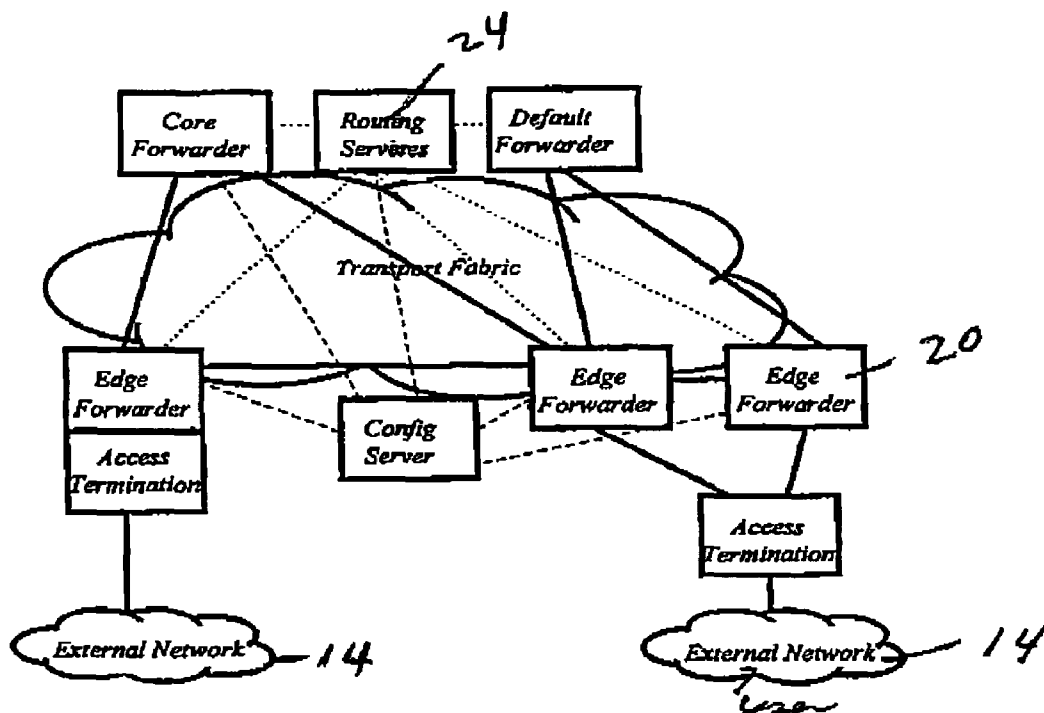 24
Core
Forwarder
Routing
Services
Default
Forwarder
Transport Fabric
Edge
Forwarder
Access
Termination
Config
Server
Edge
Forwarder
Edge
Forwarder
20
Access
Termination
External Network
14
External Network
14